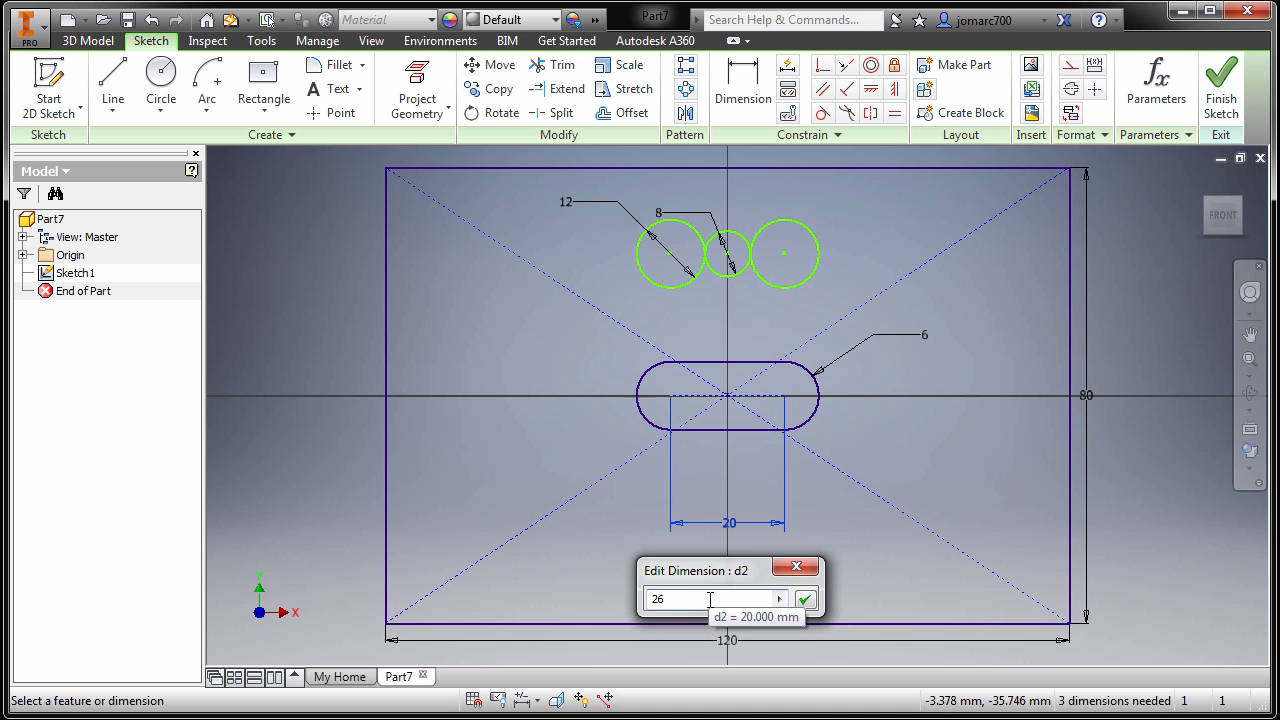 PRO
Material
Default
Part7
Search Help & Commands...
jomarc700
3D Model
Sketch
Inspect
Tools
Manage
View
Environments
BIM
Get Started
Autodesk A360
Start
2D Sketch
Line
Circle
Arc
Rectangle
Fillet
Text
Point
Project
Geometry
Move
Copy
Rotate
Trim
Extend
Split
Scale
Stretch
Offset
Dimension
Make Part
Create Block
Parameters
Finish
Sketch
Sketch
Create
Modify
Pattern
Constrain
Layout
Insert
Format
Parameters
Exit
Model
Part7
View: Master
Origin
Sketch1
End of Part
FRONT
12
8
6
80
20
120
Y
X
Edit Dimension : d2
26
d2 = 20.000 mm
My Home
Part7
Select a feature or dimension
-3.378 mm, -35.746 mm
3 dimensions needed
1
1